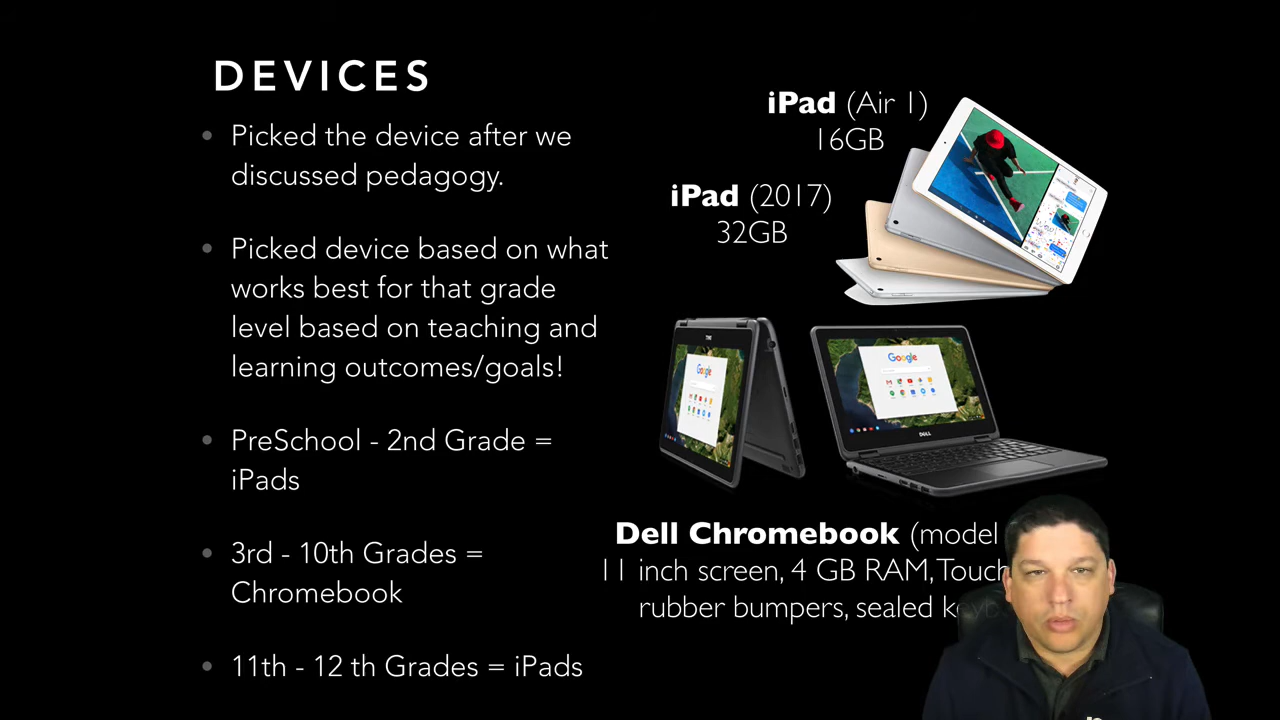 DEVICES
• Picked the device after we
discussed pedagogy.
• Picked device based on what
works best for that grade
level based on teaching and
learning outcomes/goals!
• PreSchool - 2nd Grade =
iPads
• 3rd - 10th Grades =
Chromebook
• 11th - 12 th Grades = iPads
iPad (Air 1)
16GB
iPad (2017)
32GB
Google
Google
DELL
Dell Chromebook (model
11 inch screen, 4 GB RAM, Touch
rubber bumpers, sealed